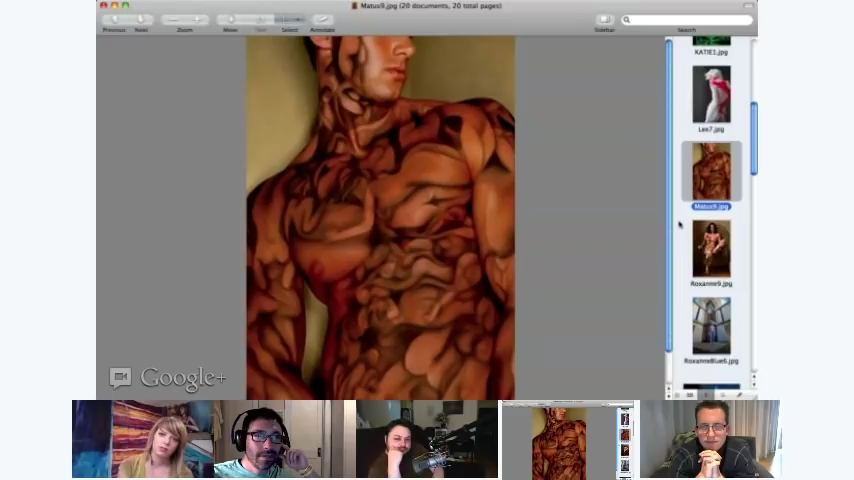 Matus9.jpg (20 documents, 20 total pages)
Previous Next Zoom Move Text Select Annotate Sidebar Search
KATIE1.jpg
Lee7.jpg
Matus9.jpg
Roxanne9.jpg
RoxanneBlue6.jpg
Google+